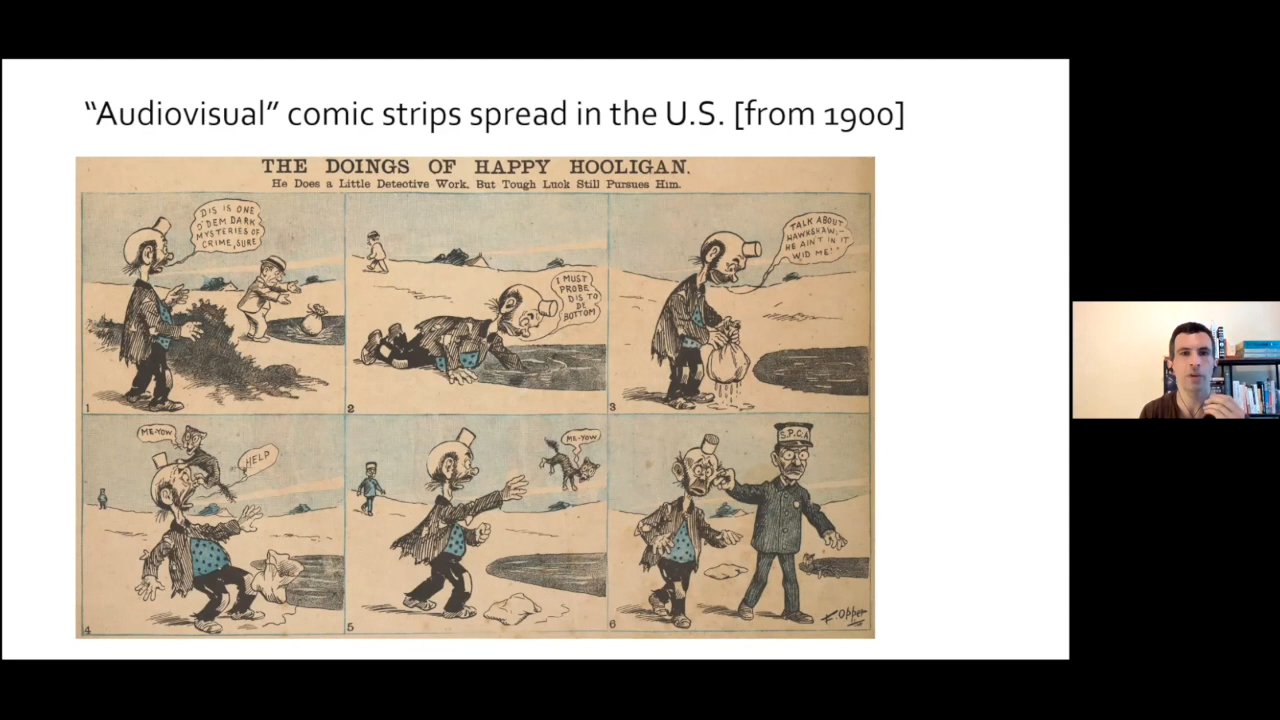 “Audiovisual” comic strips spread in the U.S. [from 1900]
THE DOINGS OF HAPPY HOOLIGAN.
He Does a Little Detective Work, But Tough Luck Still Pursues Him.
DIS IS ONE
O'DEM DARK
MYSTERIES OF
CRIME, SURE
1
I MUST
PROBE
DIS TO
DE
BOTTOM
2
TALK ABOUT
HAWKSHAW,—
HE AIN'T IN IT
WID ME!
3
ME-YOW
HELP
4
ME-YOW
5
S.P.C.A
F. Opper
6